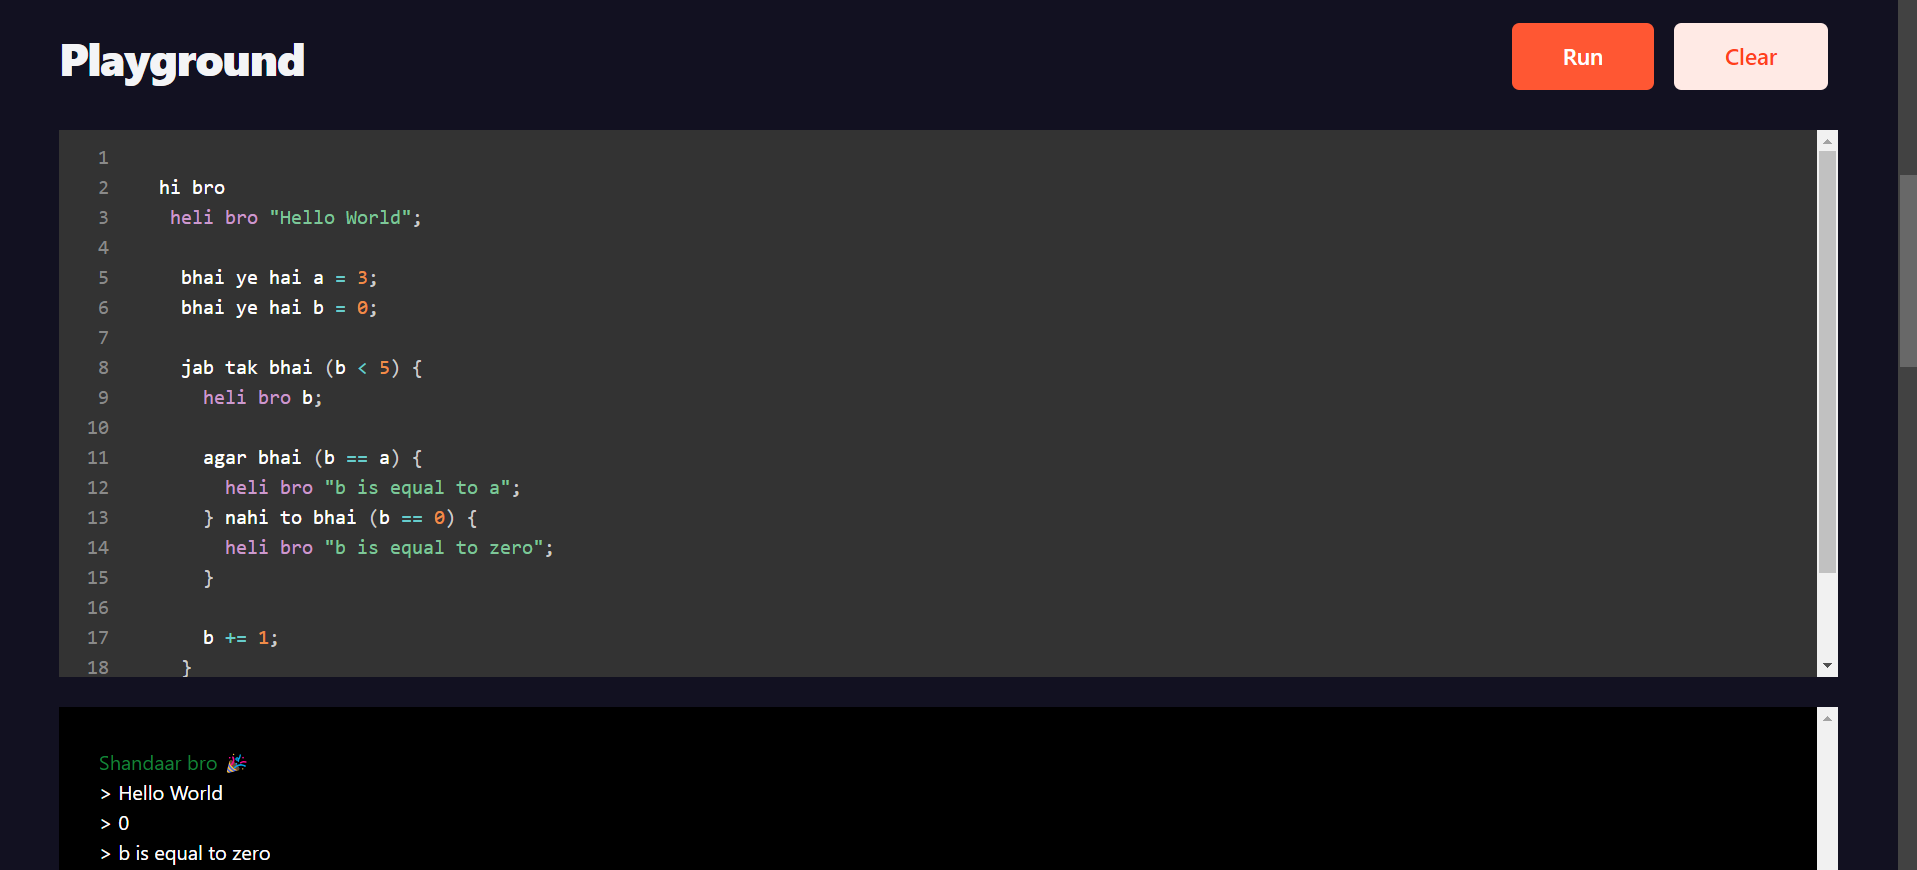 Playground
Run
Clear
1
2 hi bro
3 heli bro "Hello World";
4
5 bhai ye hai a = 3;
6 bhai ye hai b = 0;
7
8 jab tak bhai (b < 5) {
9 heli bro b;
10
11 agar bhai (b == a) {
12 heli bro "b is equal to a";
13 } nahi to bhai (b == 0) {
14 heli bro "b is equal to zero";
15 }
16
17 b += 1;
18 }
Shandaar bro 🎉
> Hello World
> 0
> b is equal to zero